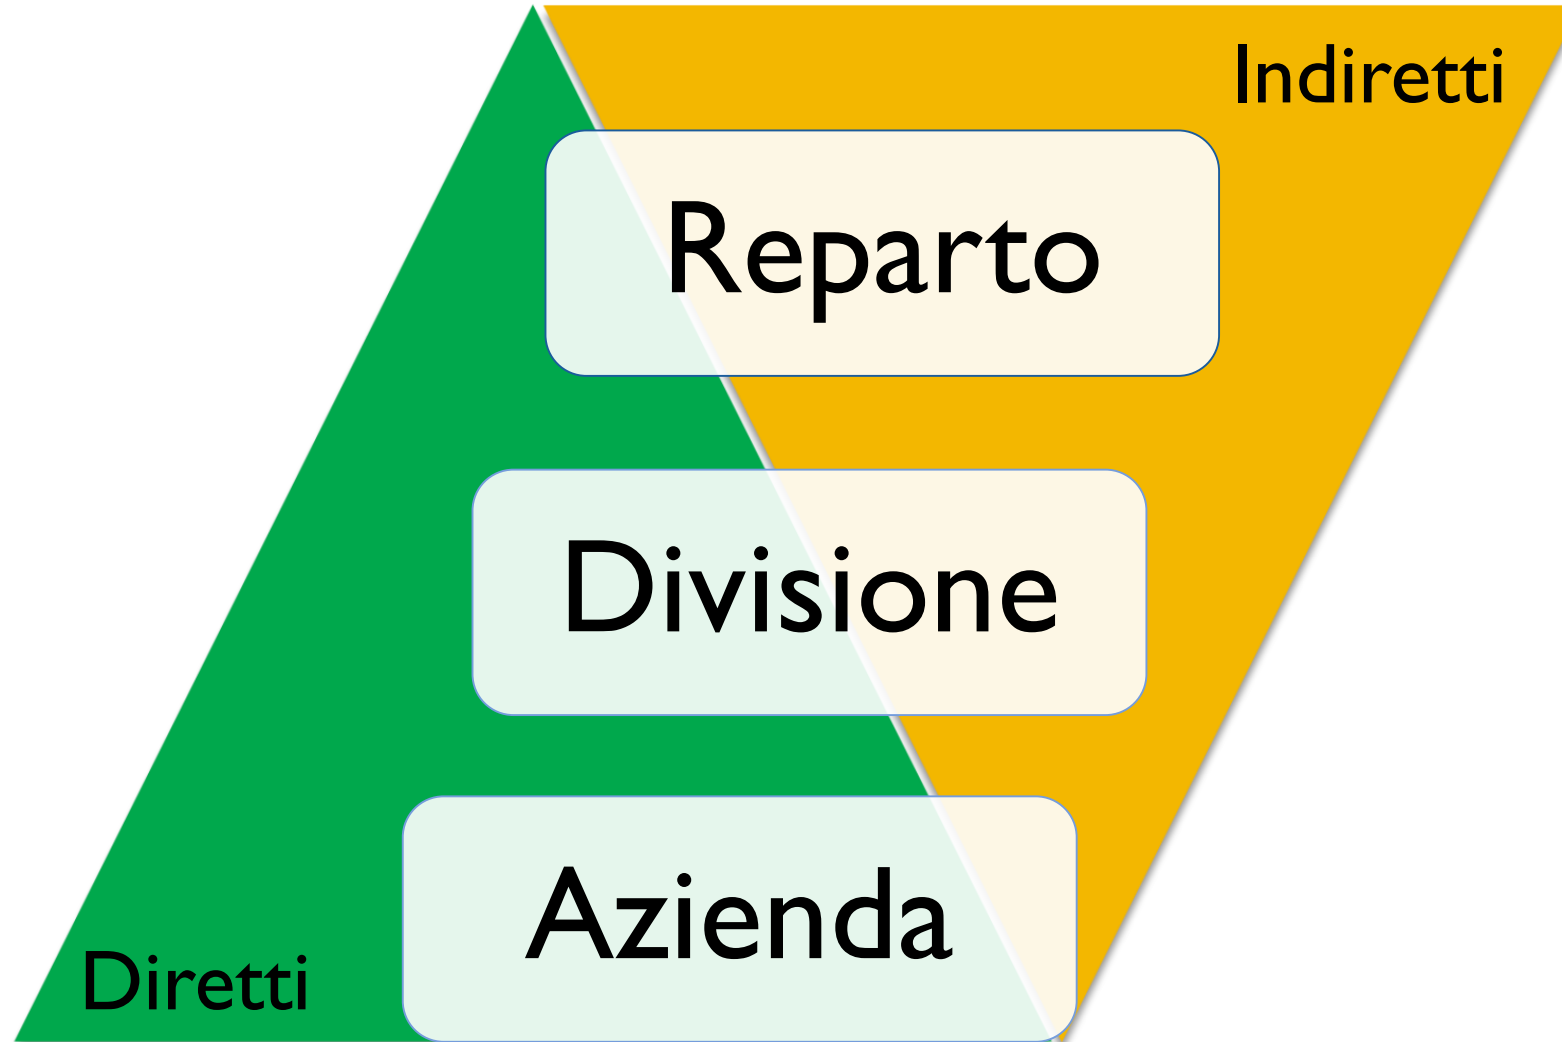 Indiretti
Reparto
Divisione
Azienda
Diretti